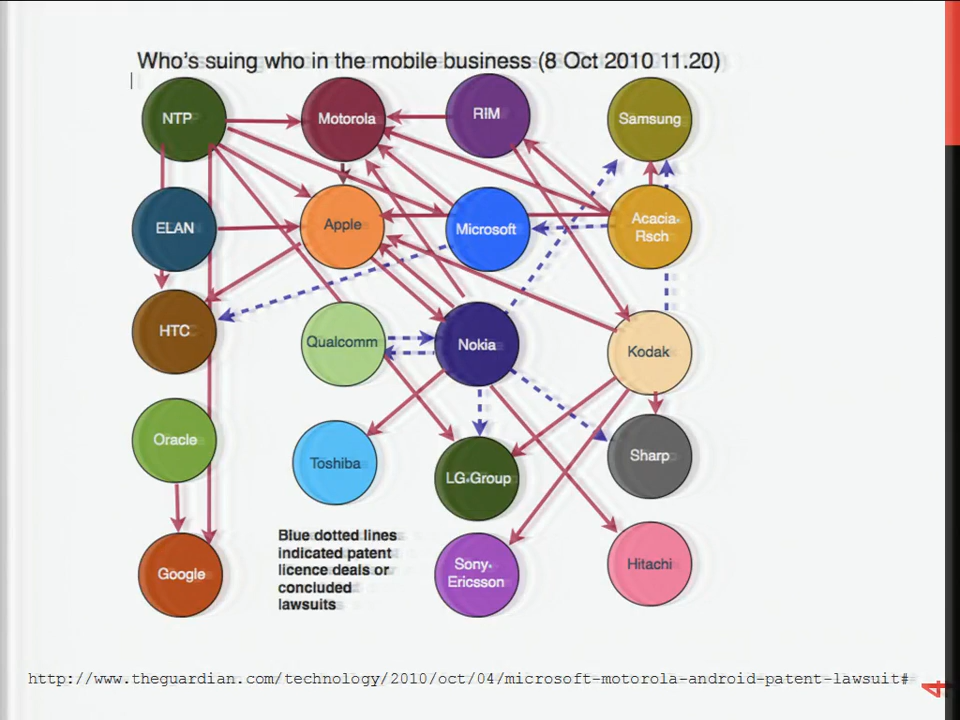 Who's suing who in the mobile business (8 Oct 2010 11.20)
NTP
Motorola
RIM
Samsung
ELAN
Apple
Microsoft
Acacia-
Rsch
HTC
Qualcomm
Nokia
Kodak
Oracle
Toshiba
LG-Group
Sharp
Google
Blue dotted lines
indicated patent
licence deals or
concluded
lawsuits
Sony-
Ericsson
Hitachi
http://www.theguardian.com/technology/2010/oct/04/microsoft-motorola-android-patent-lawsuit#
4